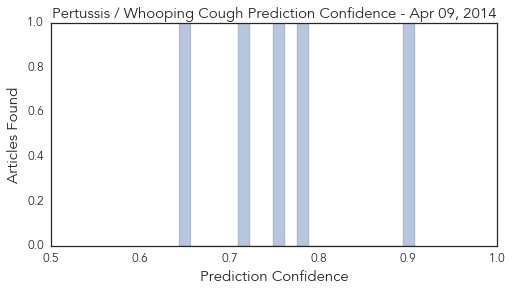 Pertussis / Whooping Cough Prediction Confidence - Apr 09, 2014
1.0
0.8
0.6
0.4
0.2
0.0
Articles Found
0.5 0.6 0.7 0.8 0.9 1.0
Prediction Confidence